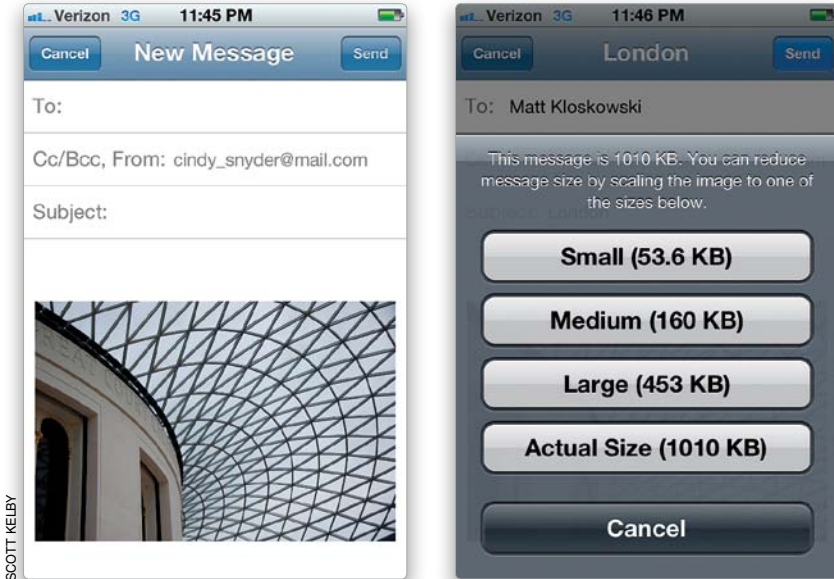 Verizon 3G 11:45 PM
Cancel New Message Send
To:
Cc/Bcc, From: cindy_snyder@mail.com
Subject:
SCOTT KELBY
Verizon 3G 11:46 PM
Cancel London Send
To: Matt Kloskowski
This message is 1010 KB. You can reduce
message size by scaling the image to one of
the sizes below.
Small (53.6 KB)
Medium (160 KB)
Large (453 KB)
Actual Size (1010 KB)
Cancel